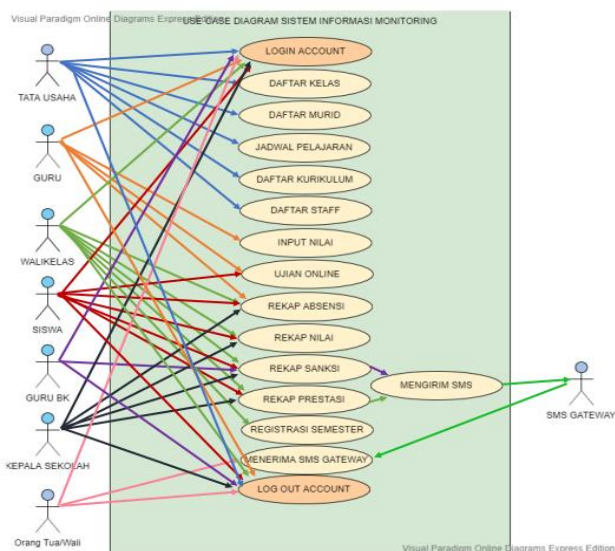 Visual Paradigm Online Diagrams Express Edition
USE CASE DIAGRAM SISTEM INFORMASI MONITORING
LOGIN ACCOUNT
TATA USAHA
DAFTAR KELAS
DAFTAR MURID
JADWAL PELAJARAN
GURU
DAFTAR KURIKULUM
DAFTAR STAFF
INPUT NILAI
WALIKELAS
UJIAN ONLINE
REKAP ABSENSI
SISWA
REKAP NILAI
REKAP SANKSI
MENGIRIM SMS
GURU BK
REKAP PRESTASI
SMS GATEWAY
REGISTRASI SEMESTER
MENERIMA SMS GATEWAY
KEPALA SEKOLAH
LOG OUT ACCOUNT
Orang Tua/Wali
Visual Paradigm Online Diagrams Express Edition